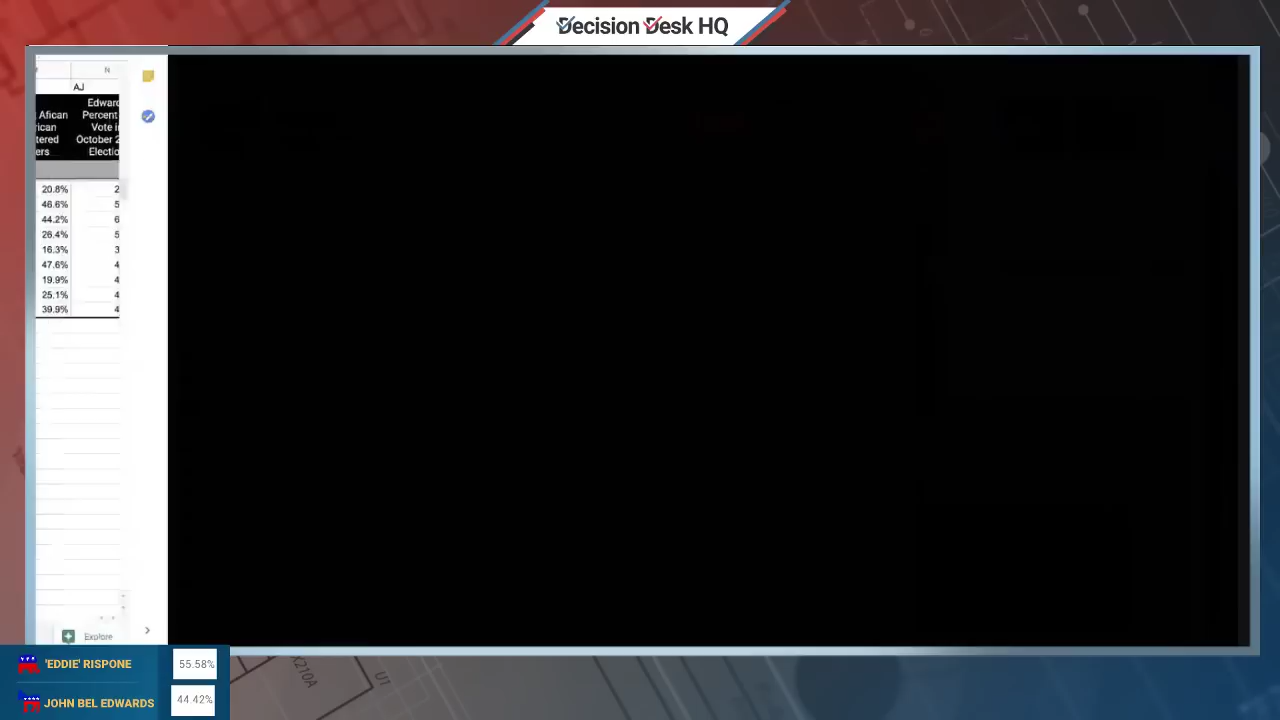 Decision Desk HQ
N
AJ
Afican
rican
tered
ers
Edward
Percent
Vote i
October 2
Electio
20.8% 2
46.6% 5
44.2% 6
26.4% 5
16.3% 3
47.6% 4
19.9% 4
25.1% 4
39.9% 4
Explore
'EDDIE' RISPONE 55.58%
JOHN BEL EDWARDS 44.42%
X210A
U1